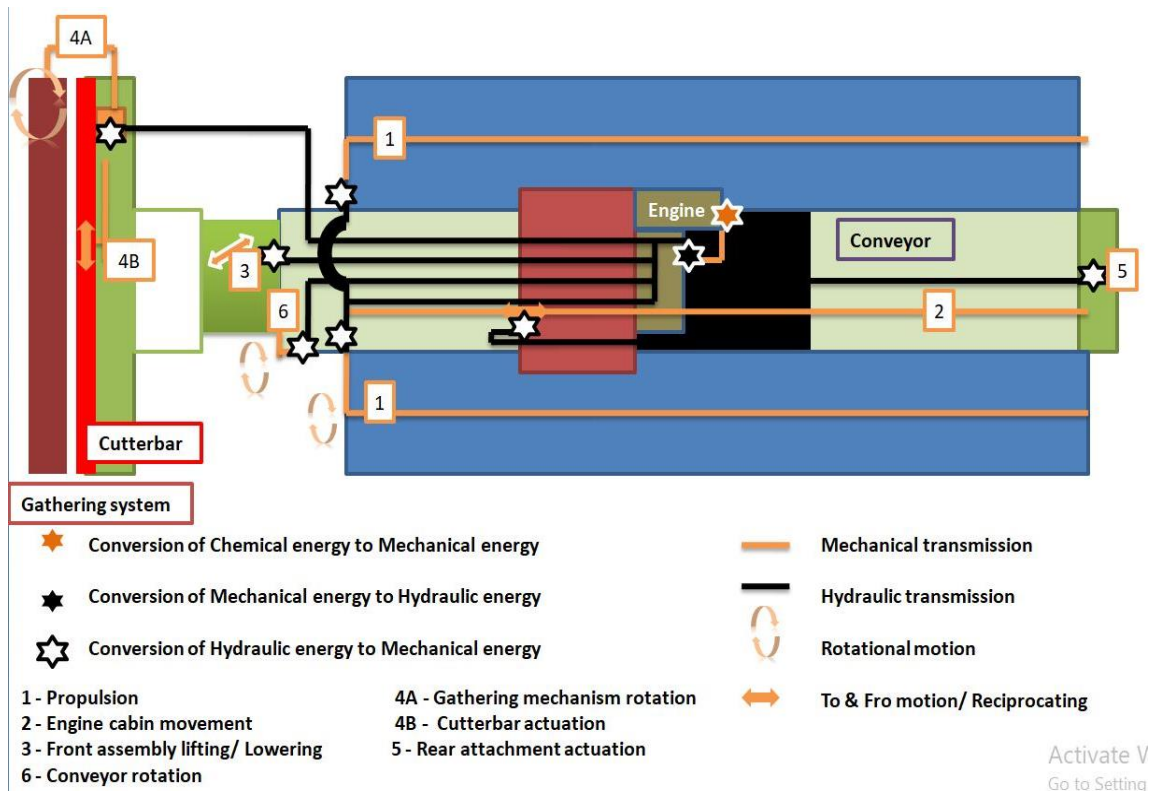 4A
1
Engine
Conveyor
4B
3
5
6
2
1
Cutterbar
Gathering system
Conversion of Chemical energy to Mechanical energy
Mechanical transmission
Conversion of Mechanical energy to Hydraulic energy
Hydraulic transmission
Conversion of Hydraulic energy to Mechanical energy
Rotational motion
1 - Propulsion
4A - Gathering mechanism rotation
To & Fro motion/ Reciprocating
2 - Engine cabin movement
4B - Cutterbar actuation
3 - Front assembly lifting/ Lowering
5 - Rear attachment actuation
6 - Conveyor rotation
Activate
Go to Setting